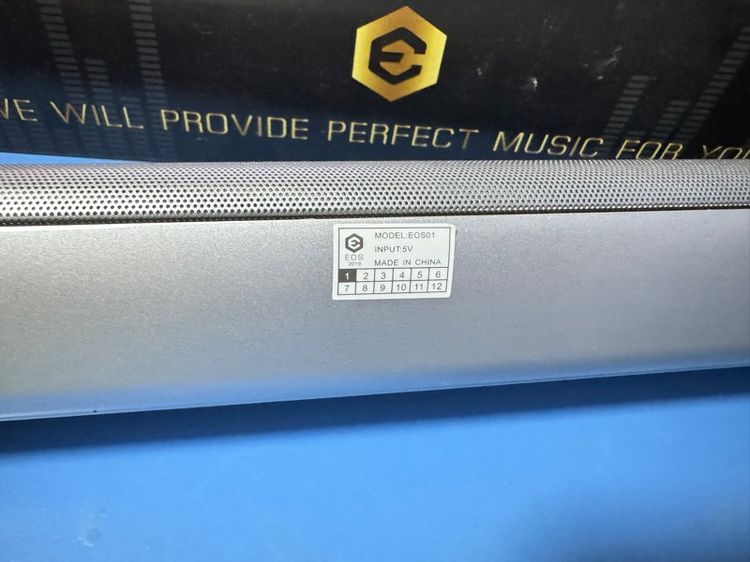 WE WILL PROVIDE PERFECT MUSIC FOR YOU
EOS
2019
MODEL:EOS01
INPUT:5V
MADE IN CHINA
1 2 3 4 5 6
7 8 9 10 11 12